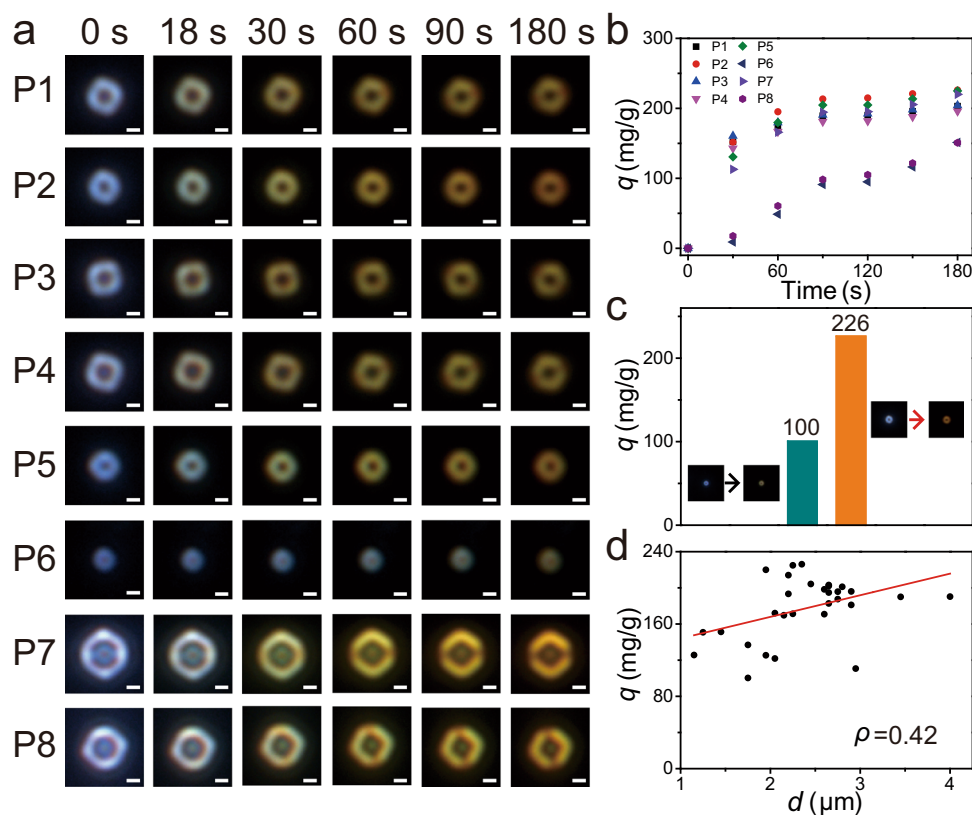 a
0 s 18 s 30 s 60 s 90 s 180 s
P1
P2
P3
P4
P5
P6
P7
P8
b
300
200
100
0
q (mg/g)
P1 P5
P2 P6
P3 P7
P4 P8
0 60 120 180
Time (s)
c
200
100
0
q (mg/g)
100
226
d
240
160
80
0
q (mg/g)
ρ=0.42
1 2 3 4
d (μm)